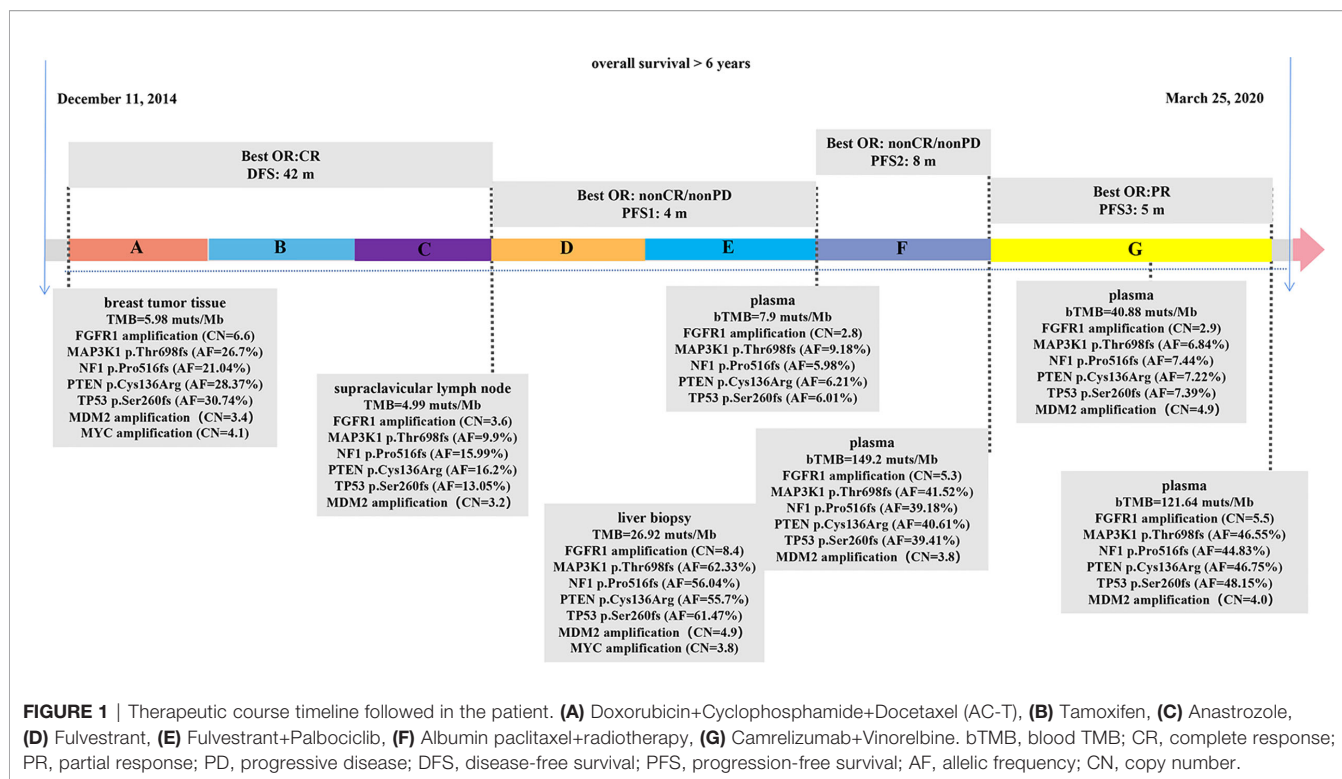 overall survival > 6 years
December 11, 2014
March 25, 2020
Best OR:CR
DFS: 42 m
Best OR: nonCR/nonPD
PFS1: 4 m
Best OR: nonCR/nonPD
PFS2: 8 m
Best OR:PR
PFS3: 5 m
A
B
C
D
E
F
G
breast tumor tissue
TMB=5.98 muts/Mb
FGFR1 amplification (CN=6.6)
MAP3K1 p.Thr698fs (AF=26.7%)
NF1 p.Pro516fs (AF=21.04%)
PTEN p.Cys136Arg (AF=28.37%)
TP53 p.Ser260fs (AF=30.74%)
MDM2 amplification （CN=3.4）
MYC amplification (CN=4.1)
supraclavicular lymph node
TMB=4.99 muts/Mb
FGFR1 amplification (CN=3.6)
MAP3K1 p.Thr698fs (AF=9.9%)
NF1 p.Pro516fs (AF=15.99%)
PTEN p.Cys136Arg (AF=16.2%)
TP53 p.Ser260fs (AF=13.05%)
MDM2 amplification （CN=3.2）
liver biopsy
TMB=26.92 muts/Mb
FGFR1 amplification (CN=8.4)
MAP3K1 p.Thr698fs (AF=62.33%)
NF1 p.Pro516fs (AF=56.04%)
PTEN p.Cys136Arg (AF=55.7%)
TP53 p.Ser260fs (AF=61.47%)
MDM2 amplification （CN=4.9）
MYC amplification (CN=3.8)
plasma
bTMB=7.9 muts/Mb
FGFR1 amplification (CN=2.8)
MAP3K1 p.Thr698fs (AF=9.18%)
NF1 p.Pro516fs (AF=5.98%)
PTEN p.Cys136Arg (AF=6.21%)
TP53 p.Ser260fs (AF=6.01%)
plasma
bTMB=149.2 muts/Mb
FGFR1 amplification (CN=5.3)
MAP3K1 p.Thr698fs (AF=41.52%)
NF1 p.Pro516fs (AF=39.18%)
PTEN p.Cys136Arg (AF=40.61%)
TP53 p.Ser260fs (AF=39.41%)
MDM2 amplification （CN=3.8）
plasma
bTMB=40.88 muts/Mb
FGFR1 amplification (CN=2.9)
MAP3K1 p.Thr698fs (AF=6.84%)
NF1 p.Pro516fs (AF=7.44%)
PTEN p.Cys136Arg (AF=7.22%)
TP53 p.Ser260fs (AF=7.39%)
MDM2 amplification （CN=4.9）
plasma
bTMB=121.64 muts/Mb
FGFR1 amplification (CN=5.5)
MAP3K1 p.Thr698fs (AF=46.55%)
NF1 p.Pro516fs (AF=44.83%)
PTEN p.Cys136Arg (AF=46.75%)
TP53 p.Ser260fs (AF=48.15%)
MDM2 amplification （CN=4.0）
FIGURE 1 | Therapeutic course timeline followed in the patient. (A) Doxorubicin+Cyclophosphamide+Docetaxel (AC-T), (B) Tamoxifen, (C) Anastrozole,
(D) Fulvestrant, (E) Fulvestrant+Palbociclib, (F) Albumin paclitaxel+radiotherapy, (G) Camrelizumab+Vinorelbine. bTMB, blood TMB; CR, complete response;
PR, partial response; PD, progressive disease; DFS, disease-free survival; PFS, progression-free survival; AF, allelic frequency; CN, copy number.